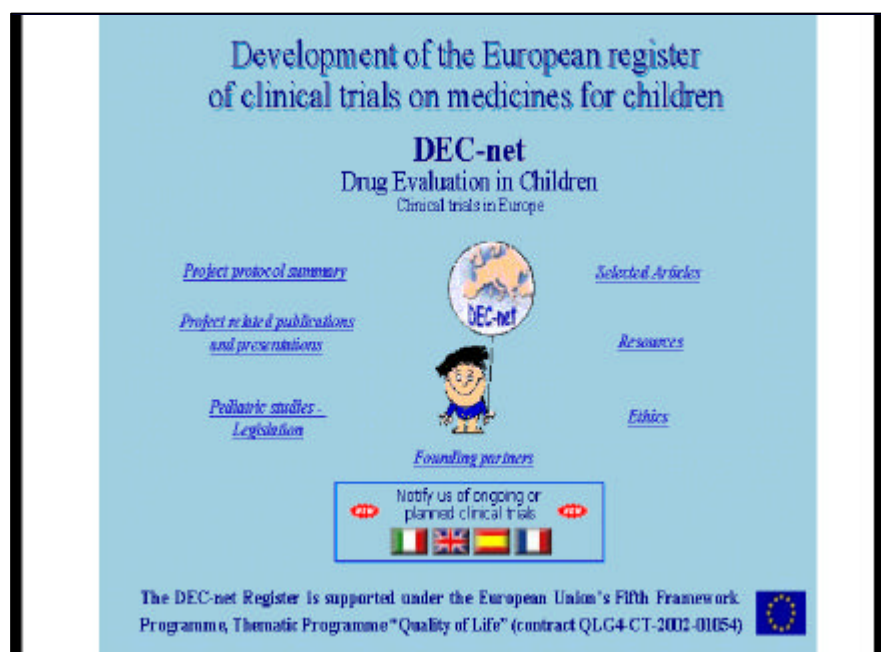 Development of the European register
of clinical trials on medicines for children
DEC-net
Drug Evaluation in Children
Clinical trials in Europe
Project protocol summary
Project related publications
and presentations
Pediatric studies -
Legislation
DEC-net
Selected Articles
Resources
Ethics
Founding partners
Notify us of ongoing or
planned clinical trials
The DEC-net Register is supported under the European Union's Fifth Framework
Programme, Thematic Programme "Quality of Life" (contract QLG4-CT-2002-01054)